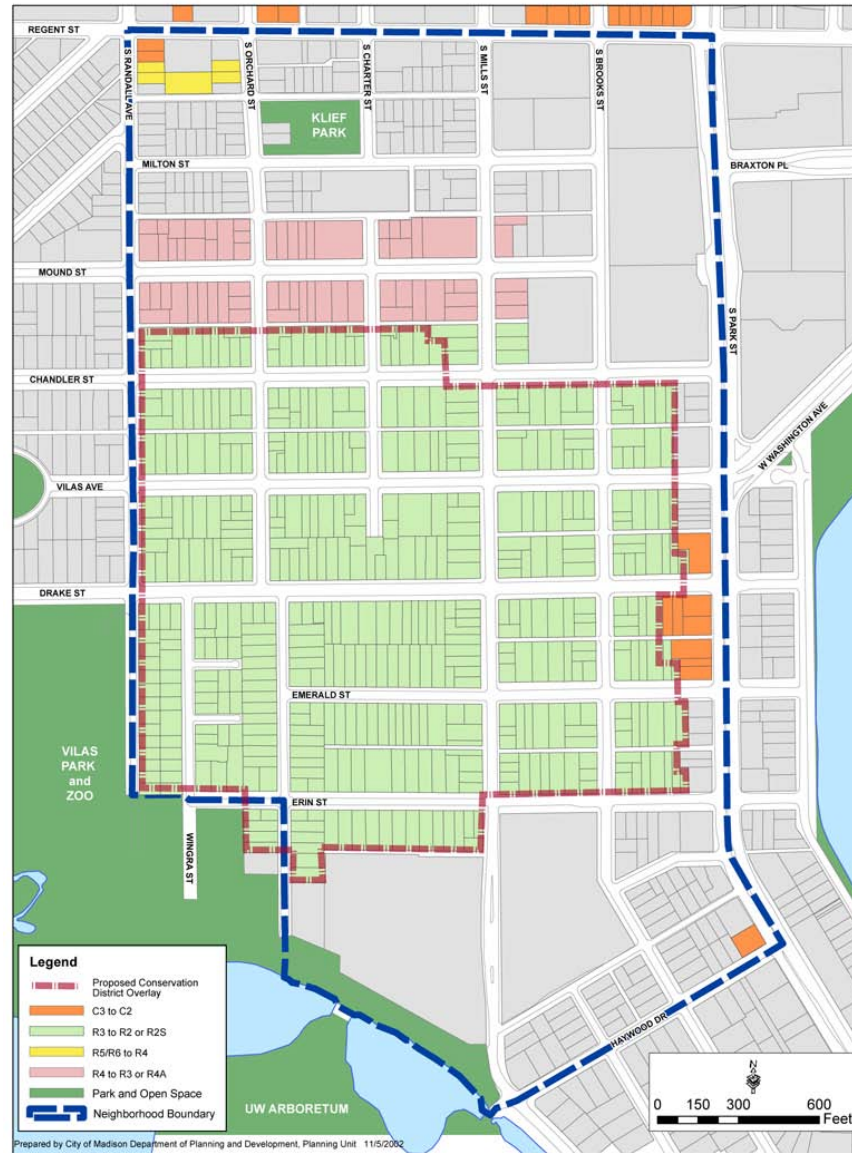 REGENT ST
S RANDALL AVE
S ORCHARD ST
S CHARTER ST
S MILLS ST
S BROOKS ST
KLIEF
PARK
MILTON ST
BRAXTON PL
MOUND ST
S PARK ST
CHANDLER ST
W WASHINGTON AVE
VILAS AVE
DRAKE ST
EMERALD ST
VILAS
PARK
and
ZOO
ERIN ST
WINGRA ST
HAYWOOD DR
UW ARBORETUM
Legend
Proposed Conservation
District Overlay
C3 to C2
R3 to R2 or R2S
R5/R6 to R4
R4 to R3 or R4A
Park and Open Space
Neighborhood Boundary
N
0 150 300 600
Feet
Prepared by City of Madison Department of Planning and Development, Planning Unit 11/5/2002